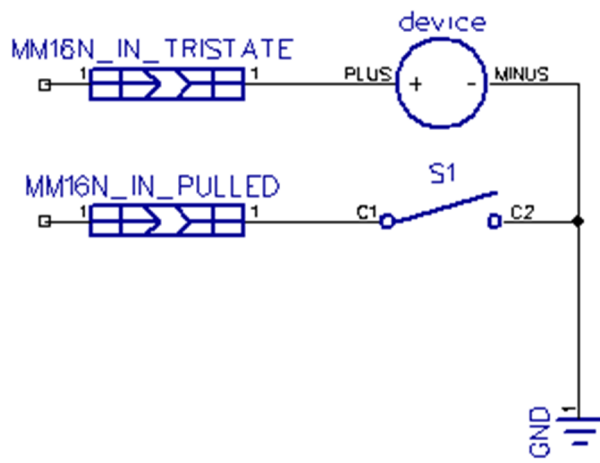 device
MM16N_IN_TRISTATE
1 1 PLUS + - MINUS
MM16N_IN_PULLED
S1
1 1 C1 C2
GND 1